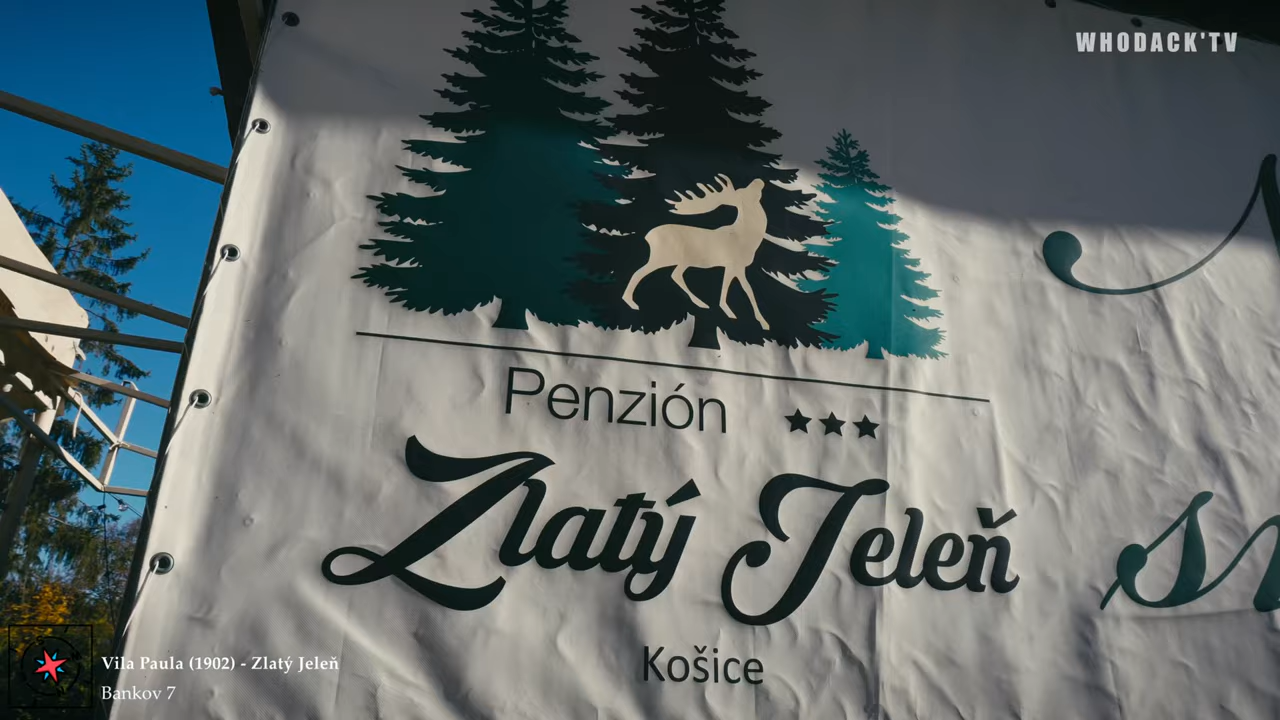 WHODACK'TV
Penzión ★★★
Zlatý Jeleň
Košice
Vila Paula (1902) - Zlatý Jeleň
Bankov 7